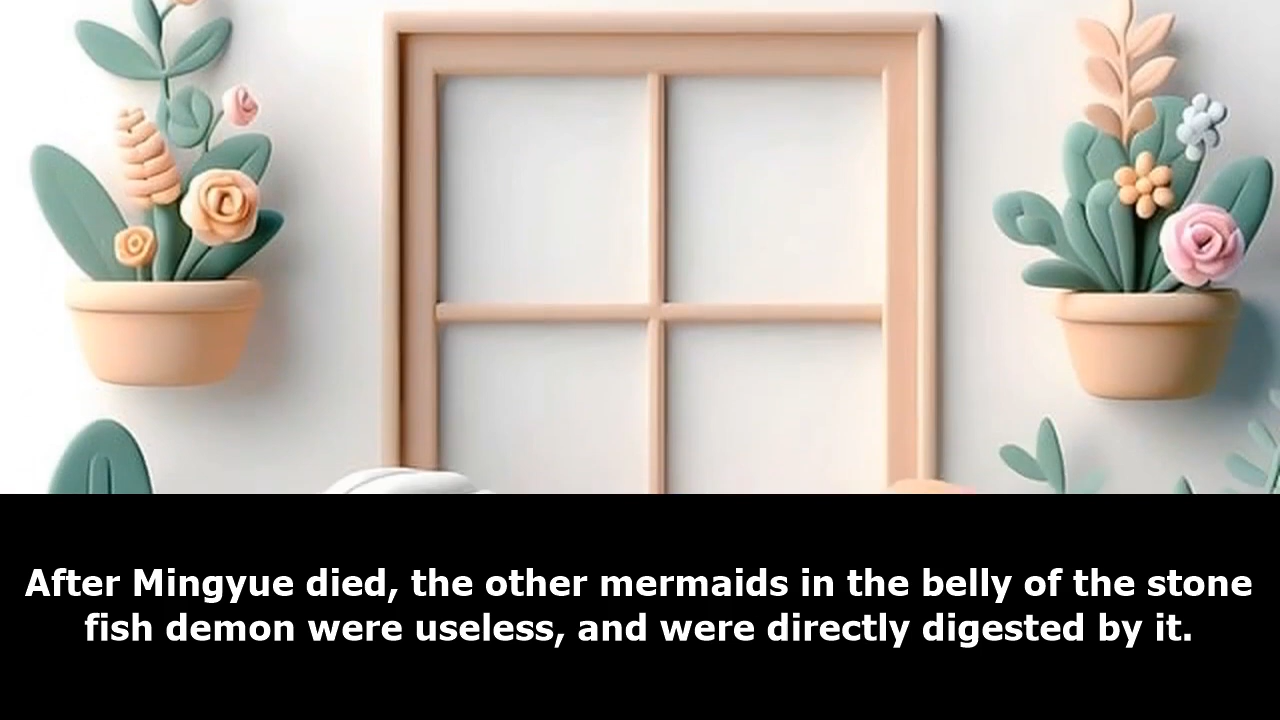 After Mingyue died, the other mermaids in the belly of the stone
fish demon were useless, and were directly digested by it.